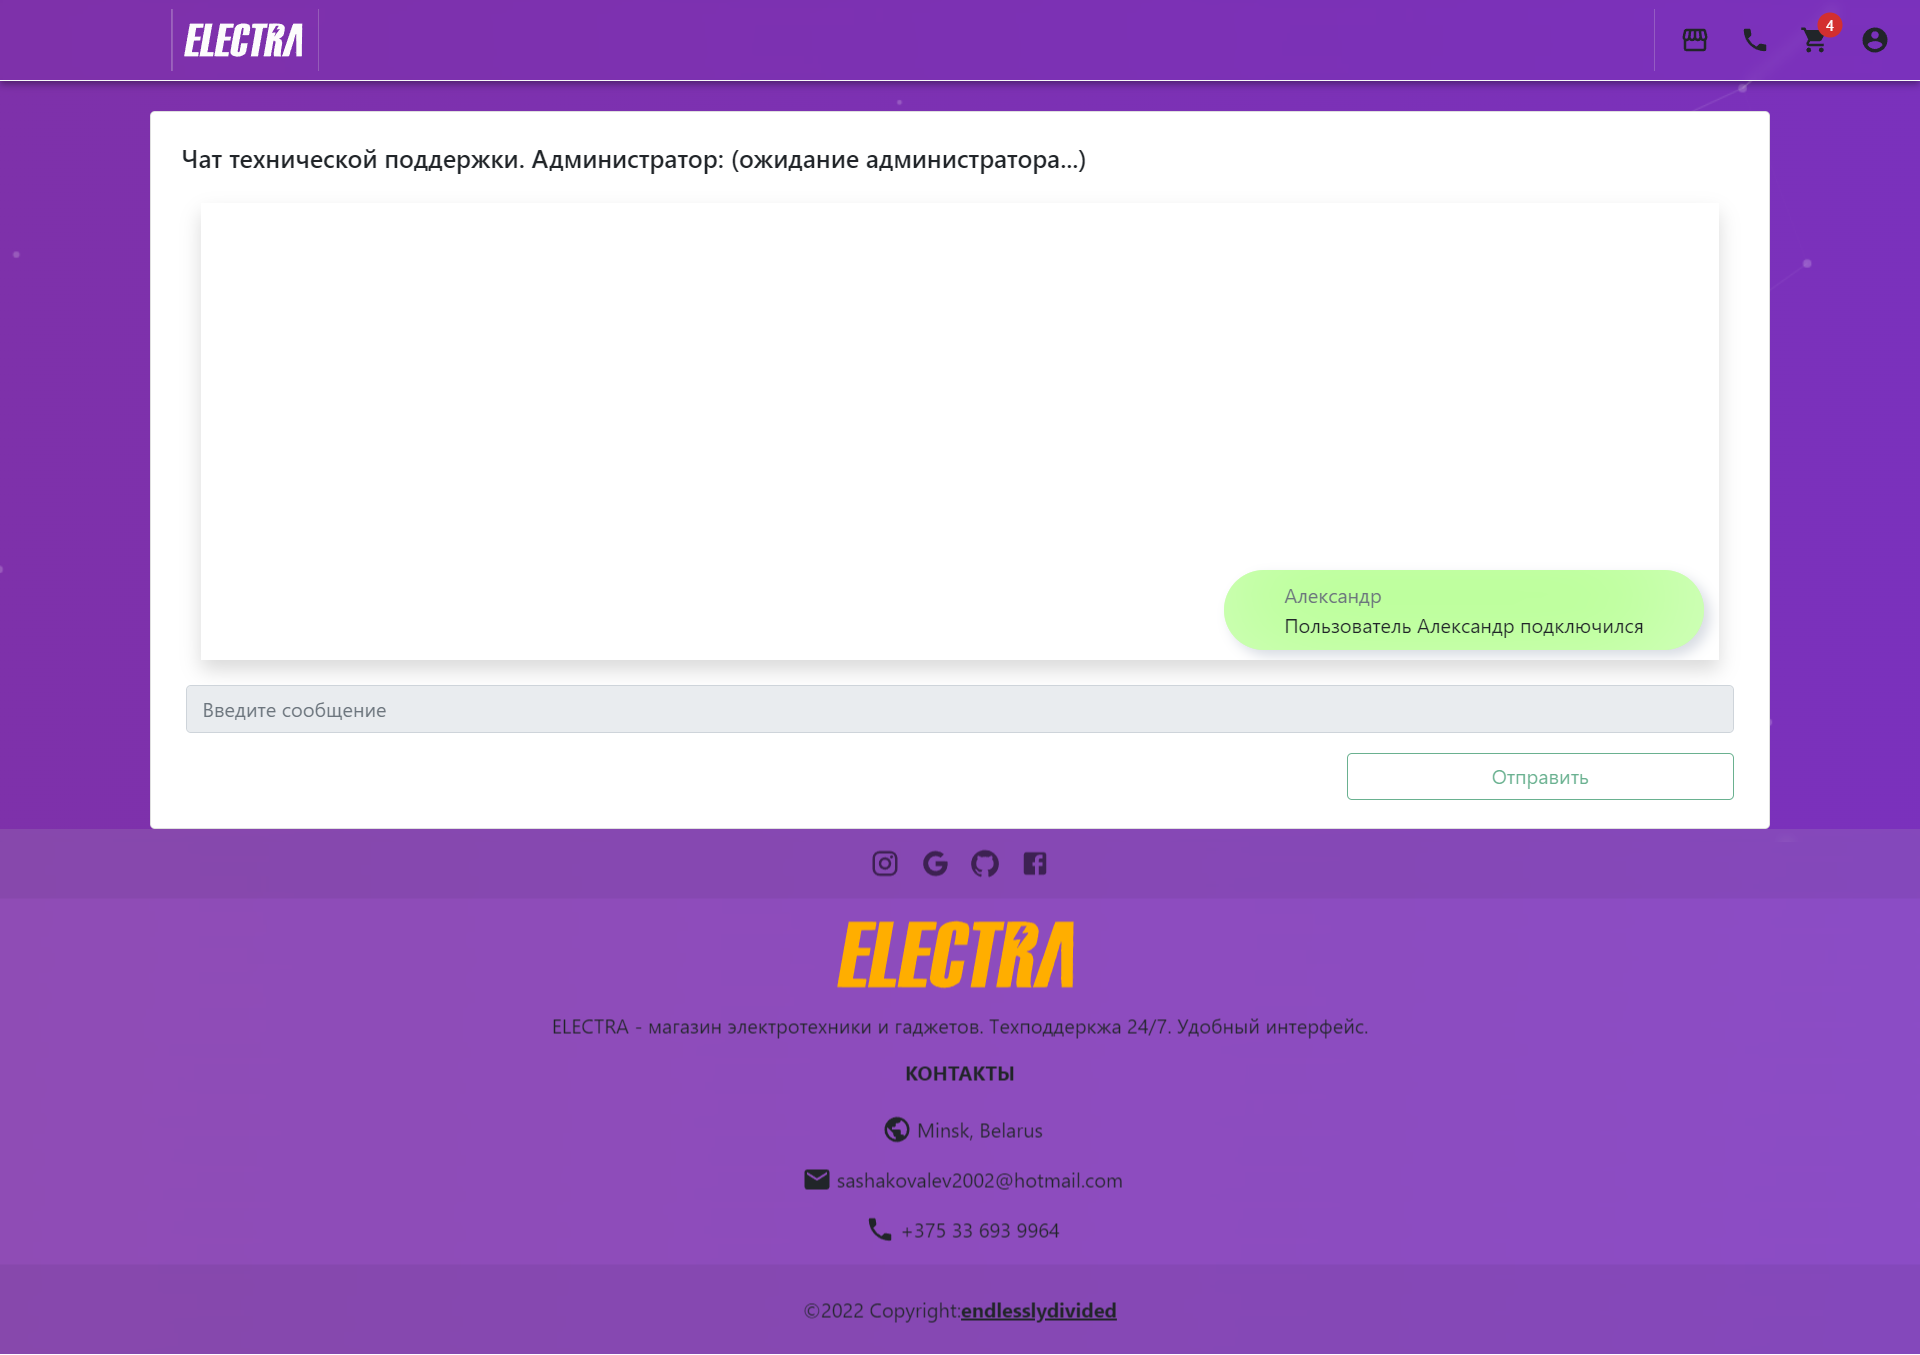 ELECTRA
4
Чат технической поддержки. Администратор: (ожидание администратора...)
Александр
Пользователь Александр подключился
Введите сообщение
Отправить
ELECTRA
ELECTRA - магазин электротехники и гаджетов. Техподдеркжа 24/7. Удобный интерфейс.
КОНТАКТЫ
Minsk, Belarus
sashakovalev2002@hotmail.com
+375 33 693 9964
©2022 Copyright:endlesslydivided